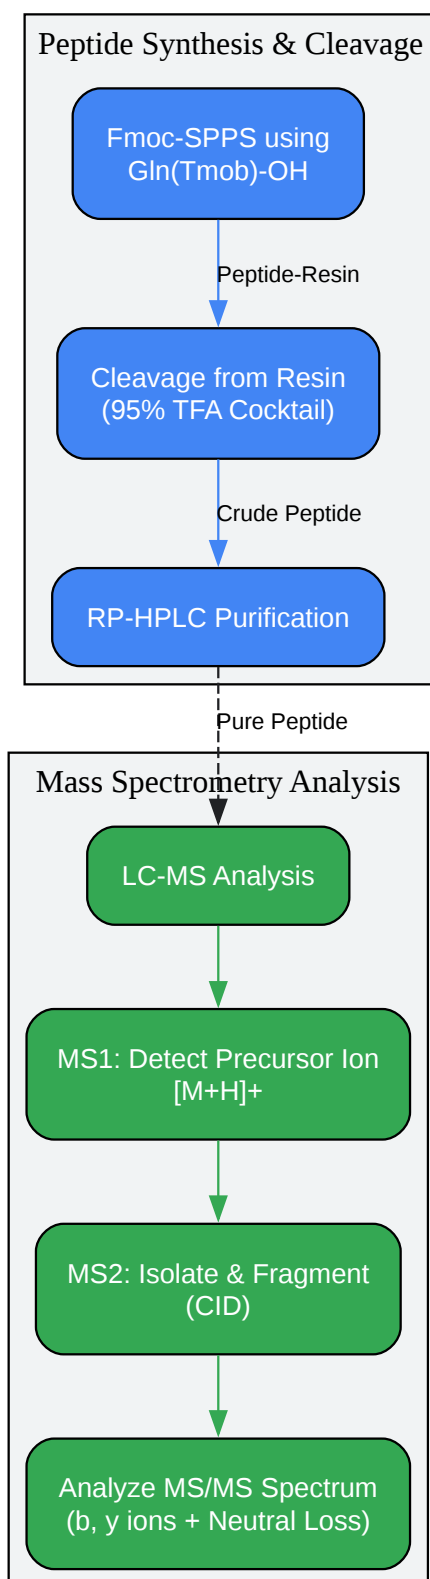 Peptide Synthesis & Cleavage
Fmoc-SPPS using
Gln(Tmob)-OH
Peptide-Resin
Cleavage from Resin
(95% TFA Cocktail)
Crude Peptide
RP-HPLC Purification
Pure Peptide
Mass Spectrometry Analysis
LC-MS Analysis
MS1: Detect Precursor Ion
[M+H]+
MS2: Isolate & Fragment
(CID)
Analyze MS/MS Spectrum
(b, y ions + Neutral Loss)